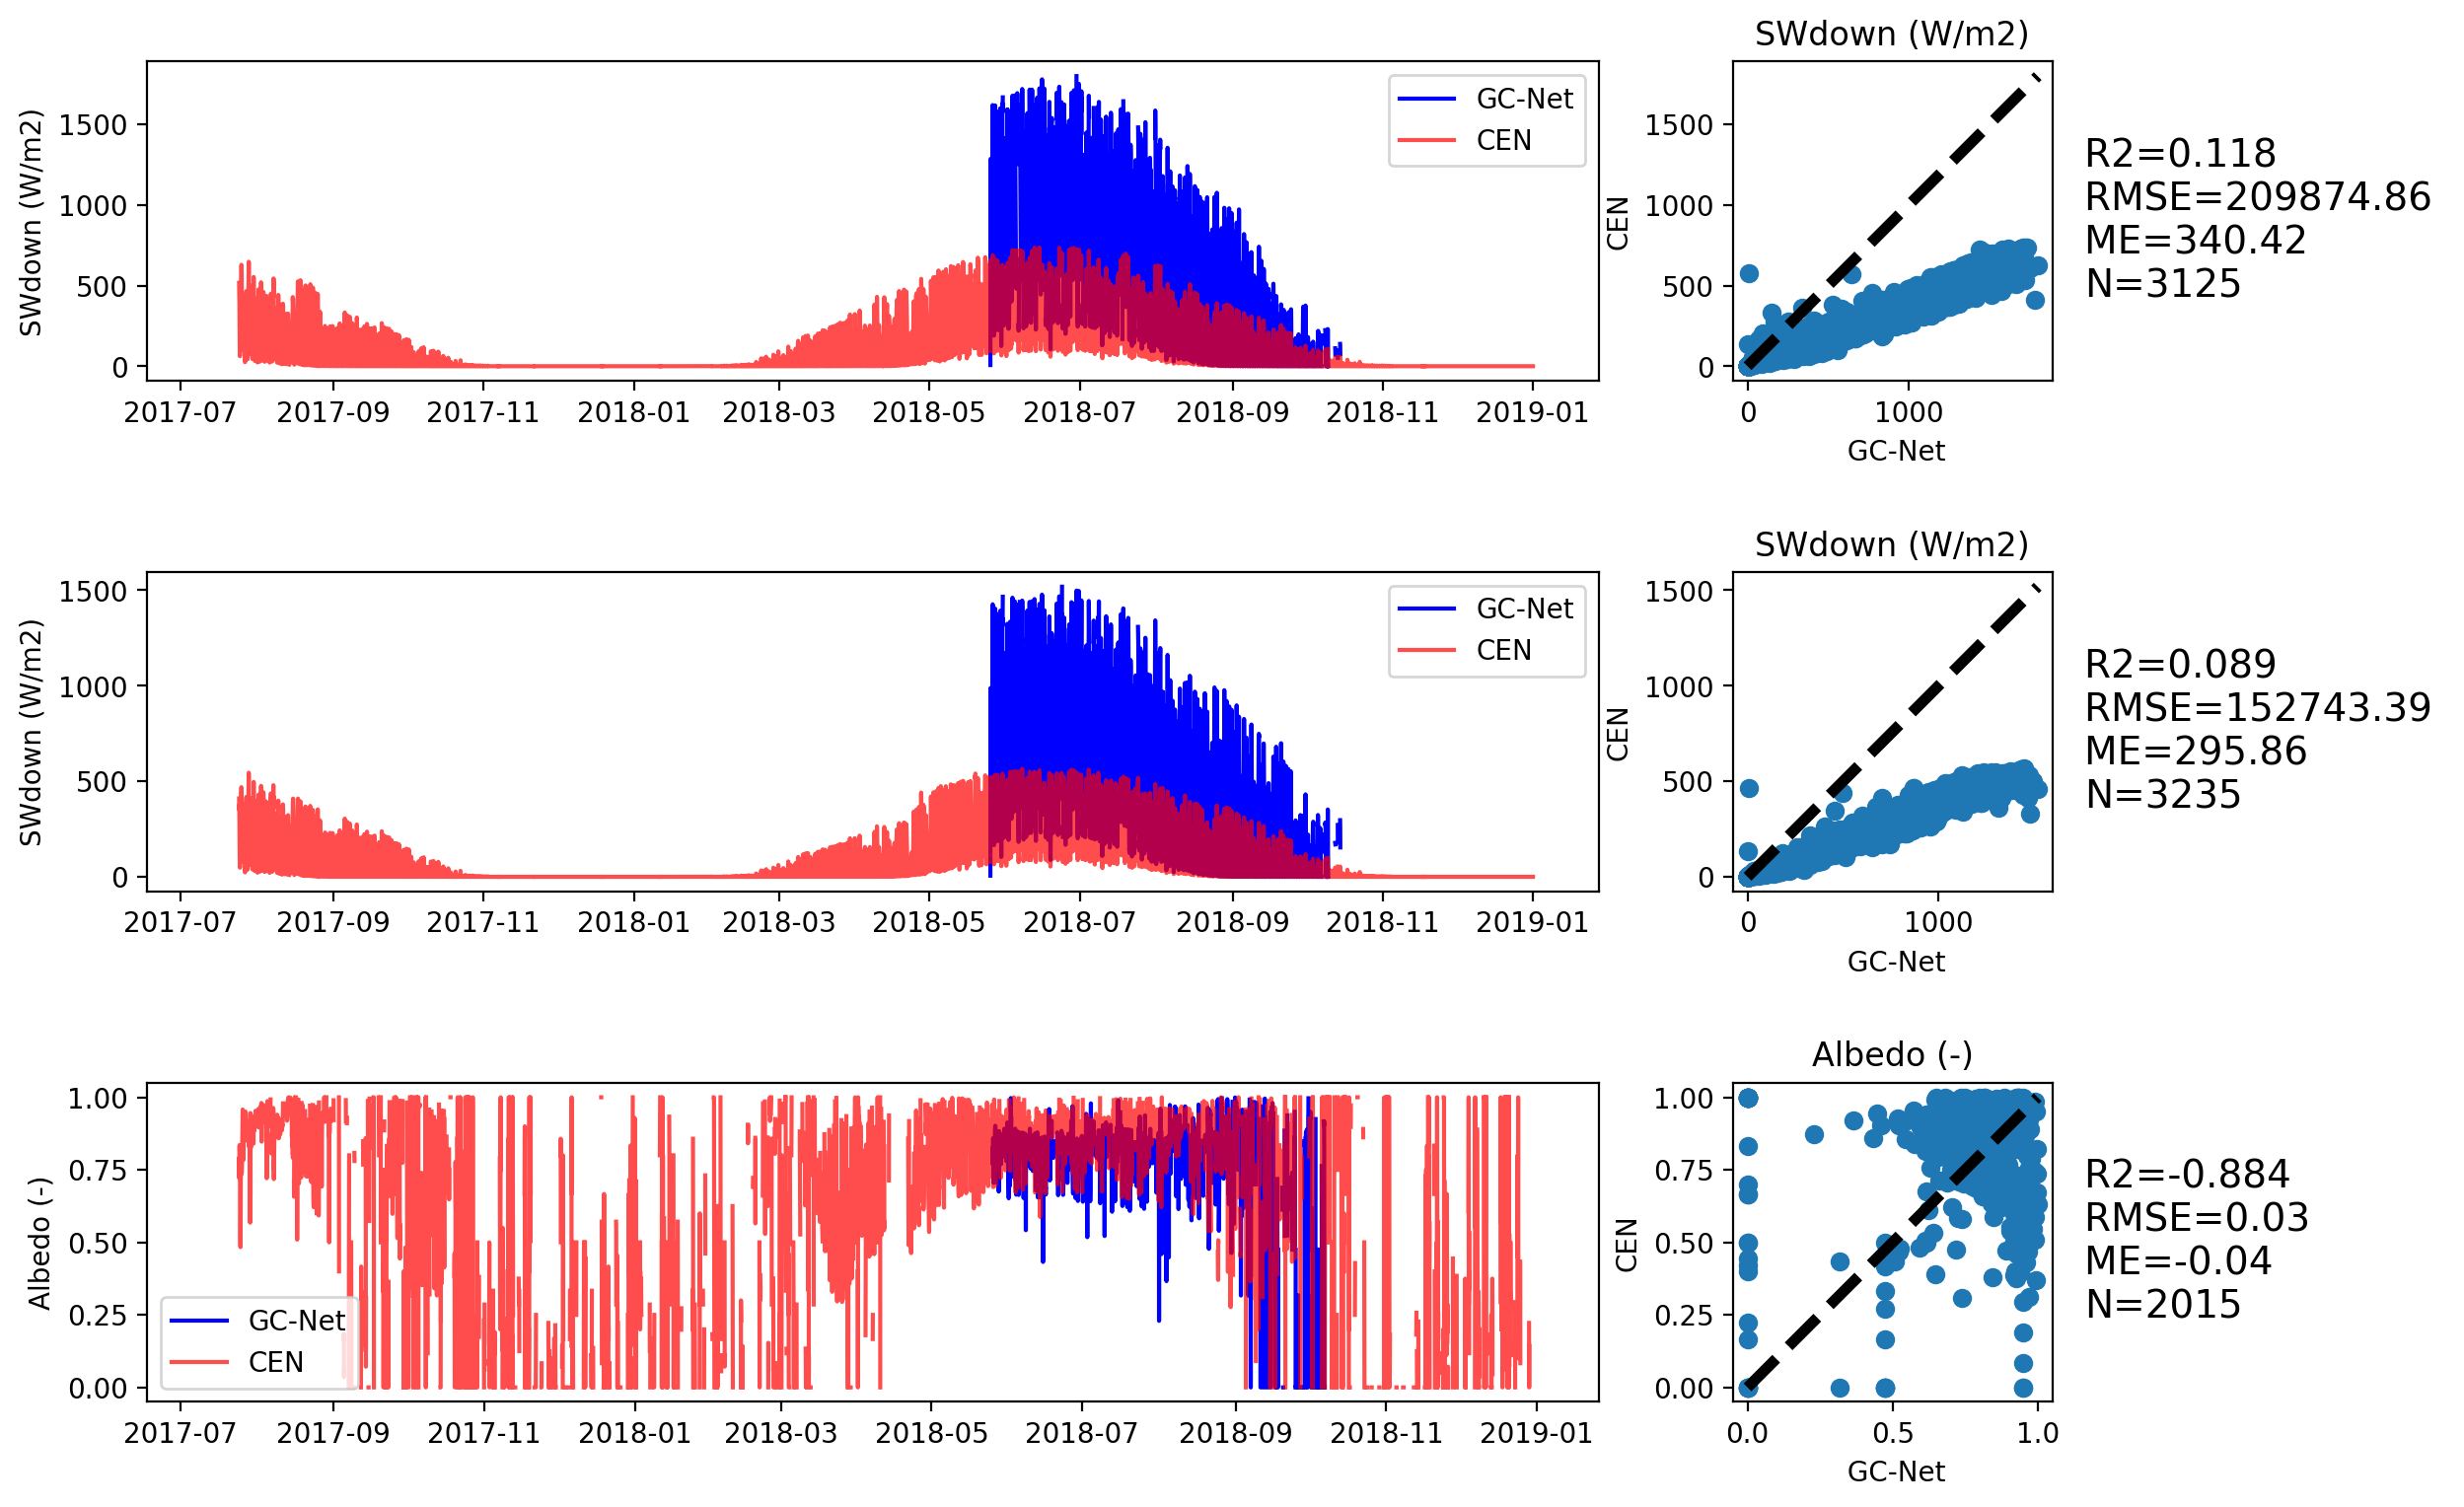 SWdown (W/m2)
1500
1000
500
0
2017-07 2017-09 2017-11 2018-01 2018-03 2018-05 2018-07 2018-09 2018-11 2019-01
SWdown (W/m2)
GC-Net
CEN
1500
1000
500
0
0 1000
GC-Net
CEN
R2=0.118
RMSE=209874.86
ME=340.42
N=3125
SWdown (W/m2)
1500
1000
500
0
2017-07 2017-09 2017-11 2018-01 2018-03 2018-05 2018-07 2018-09 2018-11 2019-01
SWdown (W/m2)
GC-Net
CEN
1500
1000
500
0
0 1000
GC-Net
CEN
R2=0.089
RMSE=152743.39
ME=295.86
N=3235
Albedo (-)
1.00
0.75
0.50
0.25
0.00
2017-07 2017-09 2017-11 2018-01 2018-03 2018-05 2018-07 2018-09 2018-11 2019-01
Albedo (-)
GC-Net
CEN
1.00
0.75
0.50
0.25
0.00
0.0 0.5 1.0
GC-Net
CEN
R2=-0.884
RMSE=0.03
ME=-0.04
N=2015